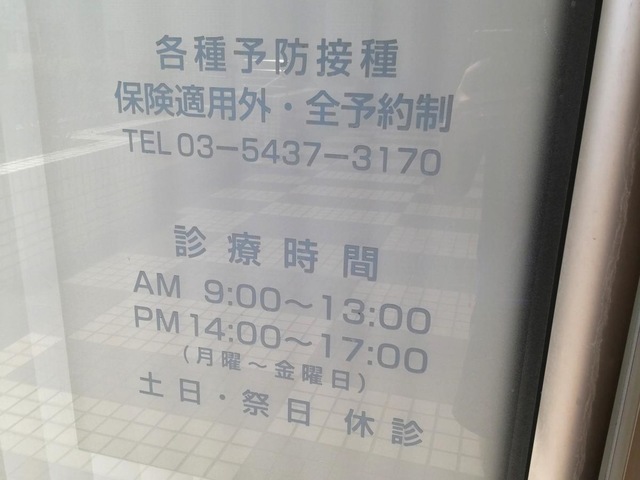 各種予防接種
保険適用外・全予約制
TEL 03-5437-3170
診療時間
AM 9:00〜13:00
PM 14:00〜17:00
(月曜〜金曜日)
土日・祭日 休診